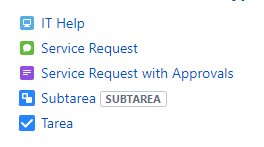 IT Help
Service Request
Service Request with Approvals
Subtarea SUBTAREA
Tarea